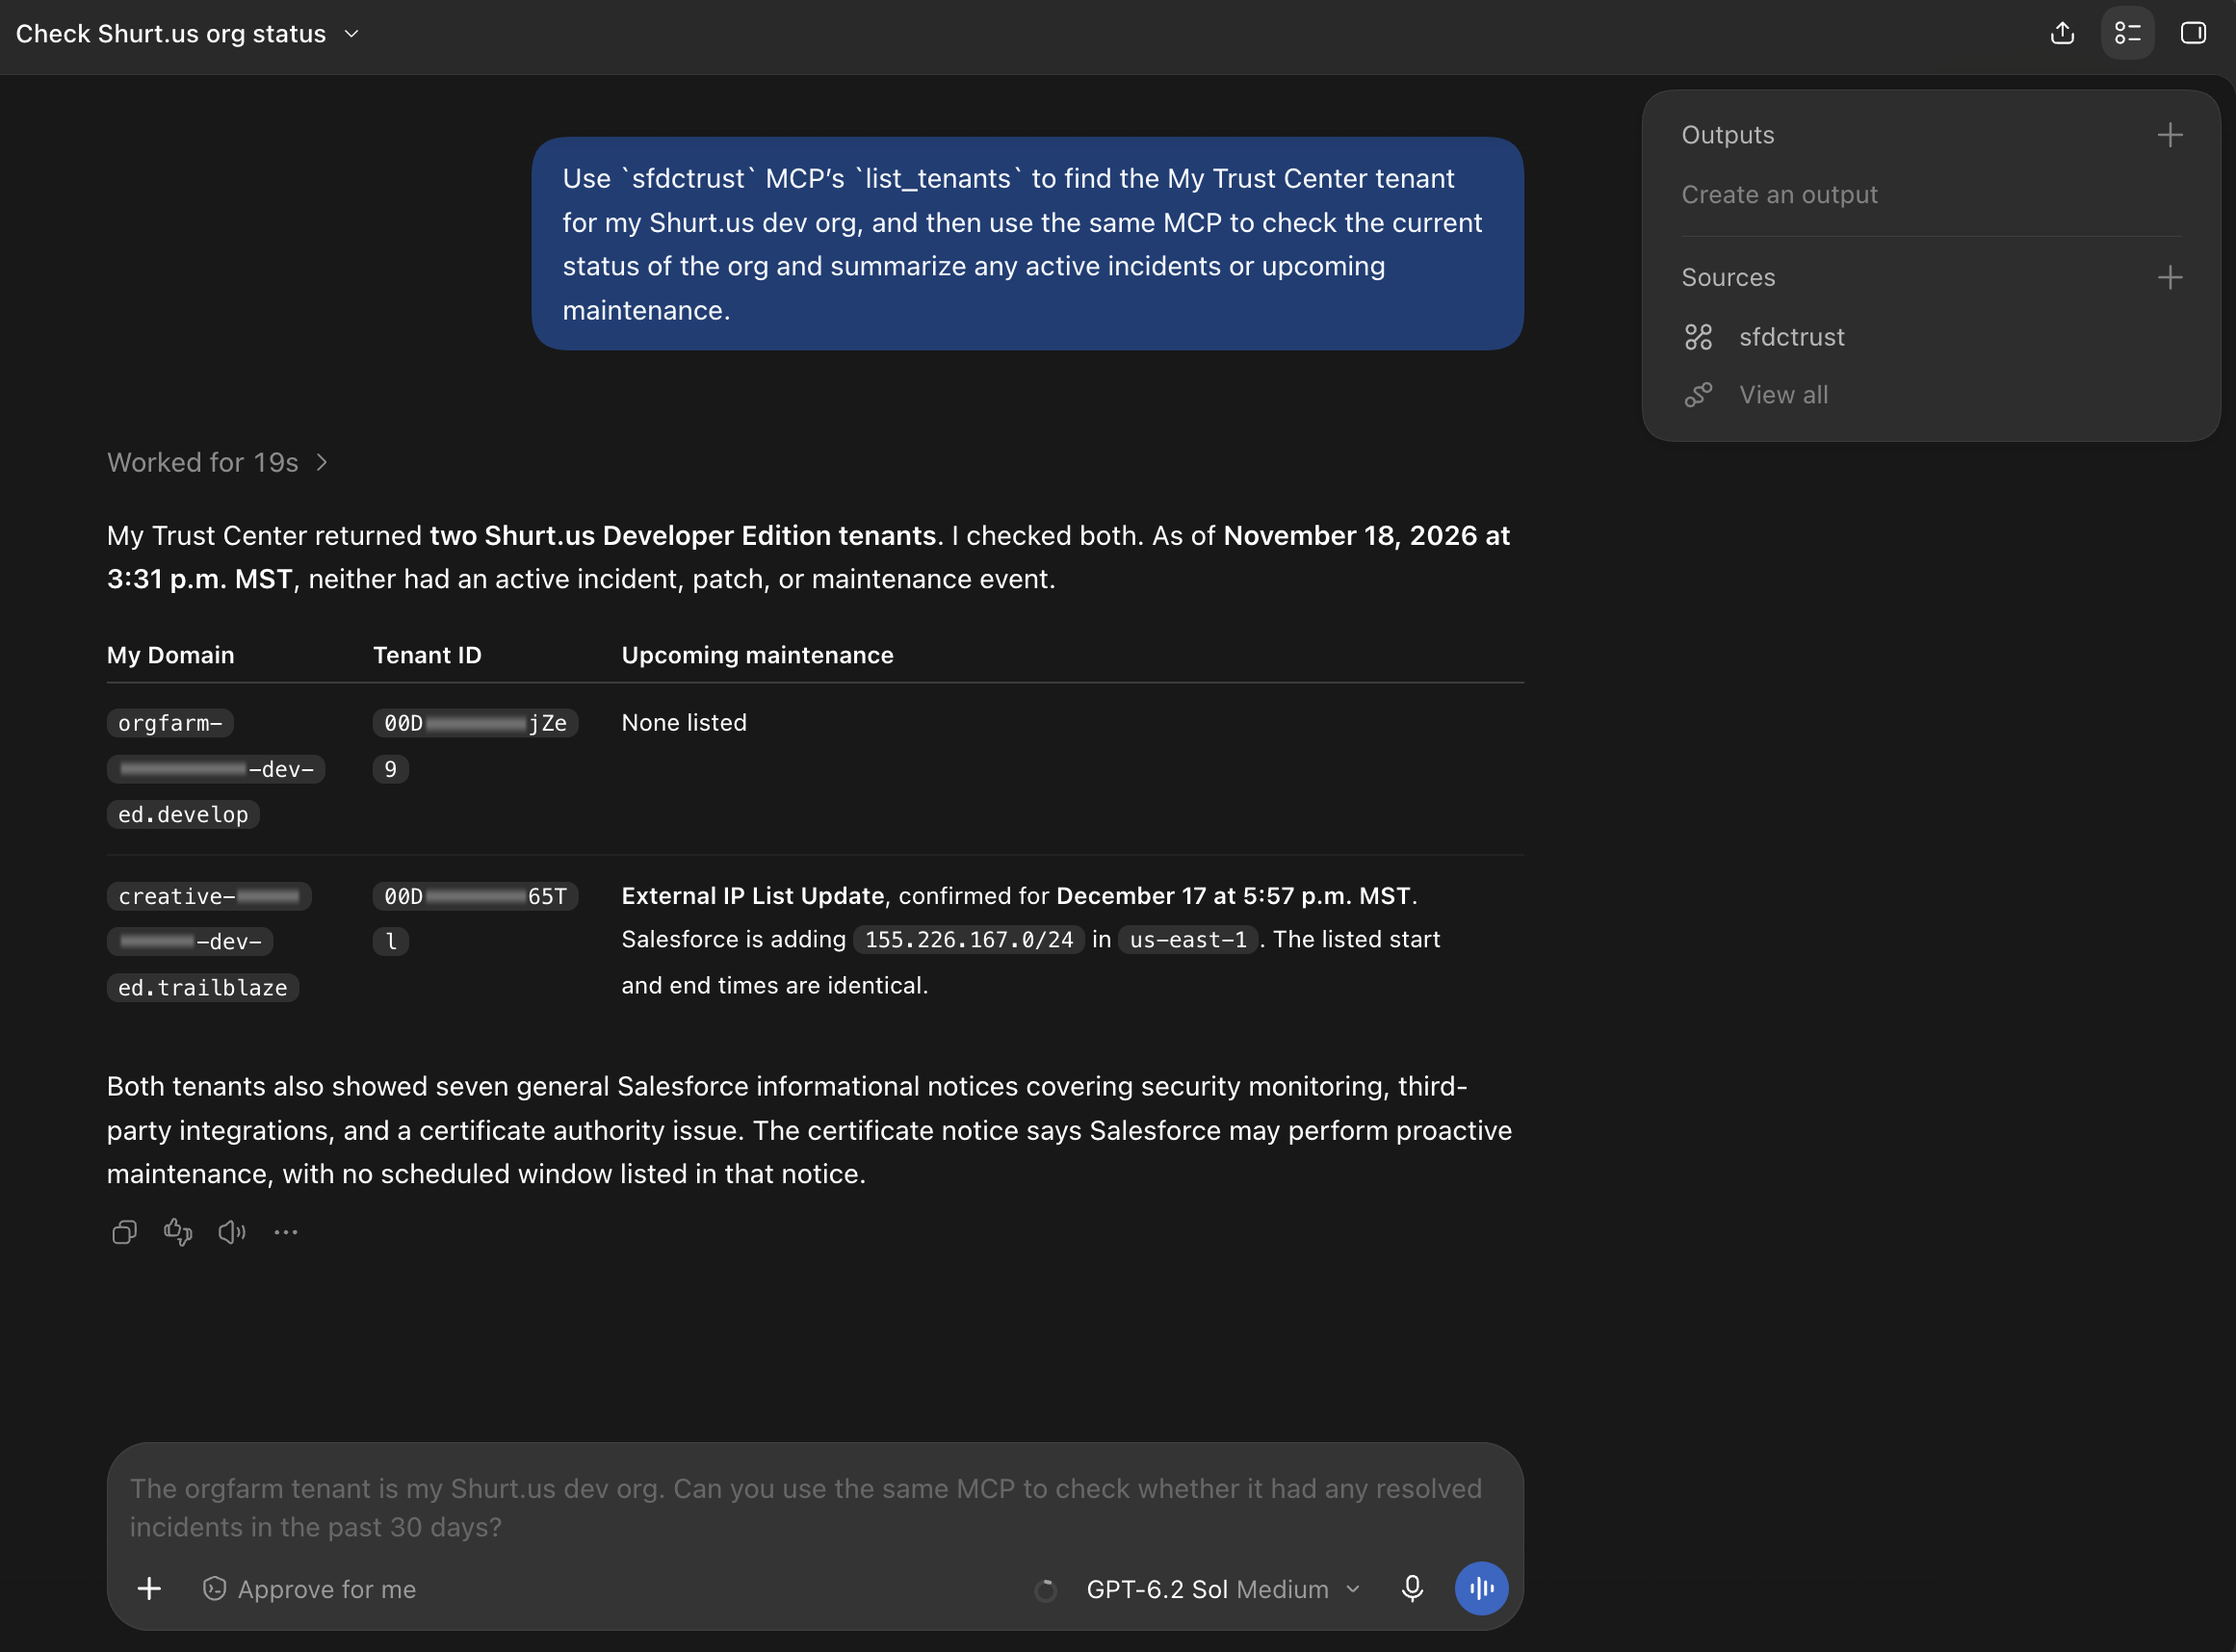 Check Shurt.us org status
Use `sfdctrust` MCP’s `list_tenants` to find the My Trust Center tenant
for my Shurt.us dev org, and then use the same MCP to check the current
status of the org and summarize any active incidents or upcoming
maintenance.
Outputs
Create an output
Sources
sfdctrust
View all
Worked for 19s
My Trust Center returned two Shurt.us Developer Edition tenants. I checked both. As of November 18, 2026 at
3:31 p.m. MST, neither had an active incident, patch, or maintenance event.
My Domain Tenant ID Upcoming maintenance
orgfarm- 00D jZe None listed
-dev- 9
ed.develop
creative- 00D 65T External IP List Update, confirmed for December 17 at 5:57 p.m. MST.
-dev- l Salesforce is adding 155.226.167.0/24 in us-east-1. The listed start
ed.trailblaze and end times are identical.
Both tenants also showed seven general Salesforce informational notices covering security monitoring, third-
party integrations, and a certificate authority issue. The certificate notice says Salesforce may perform proactive
maintenance, with no scheduled window listed in that notice.
The orgfarm tenant is my Shurt.us dev org. Can you use the same MCP to check whether it had any resolved
incidents in the past 30 days?
Approve for me GPT-6.2 Sol Medium